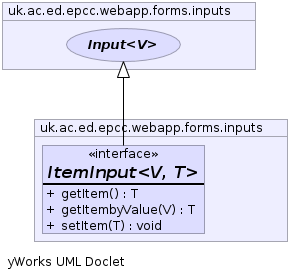 uk.ac.ed.epcc.webapp.forms.inputs
Input<V>
uk.ac.ed.epcc.webapp.forms.inputs
«interface»
ItemInput<V, T>
+ getItem() : T
+ getItembyValue(V) : T
+ setItem(T) : void
yWorks UML Doclet